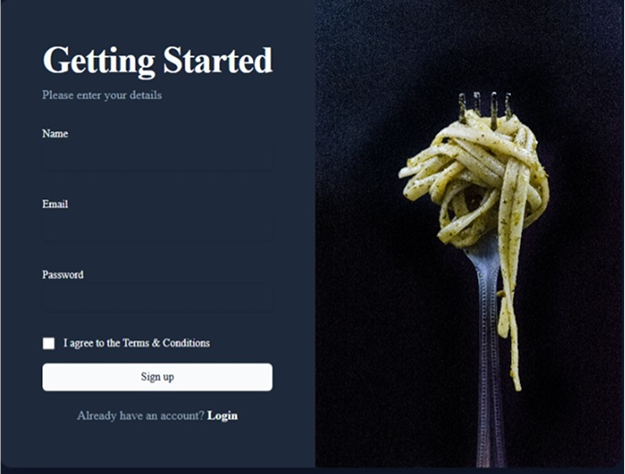 Getting Started
Please enter your details
Name
Email
Password
I agree to the Terms & Conditions
Sign up
Already have an account? Login